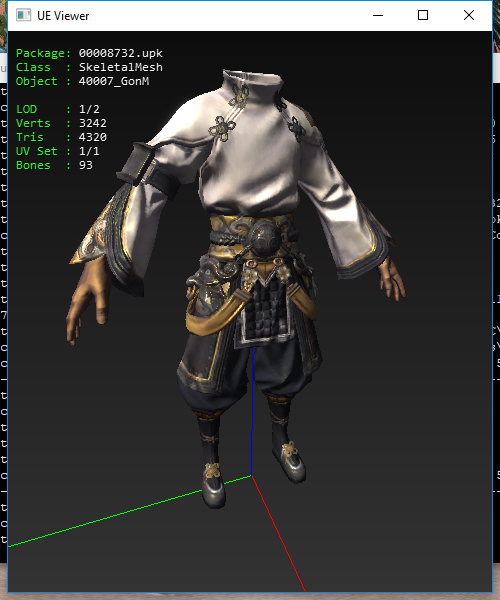 UE Viewer
Package: 00008732.upk
Class : SkeletalMesh
Object : 40007_GonM
LOD : 1/2
Verts : 3242
Tris : 4320
UV Set : 1/1
Bones : 93